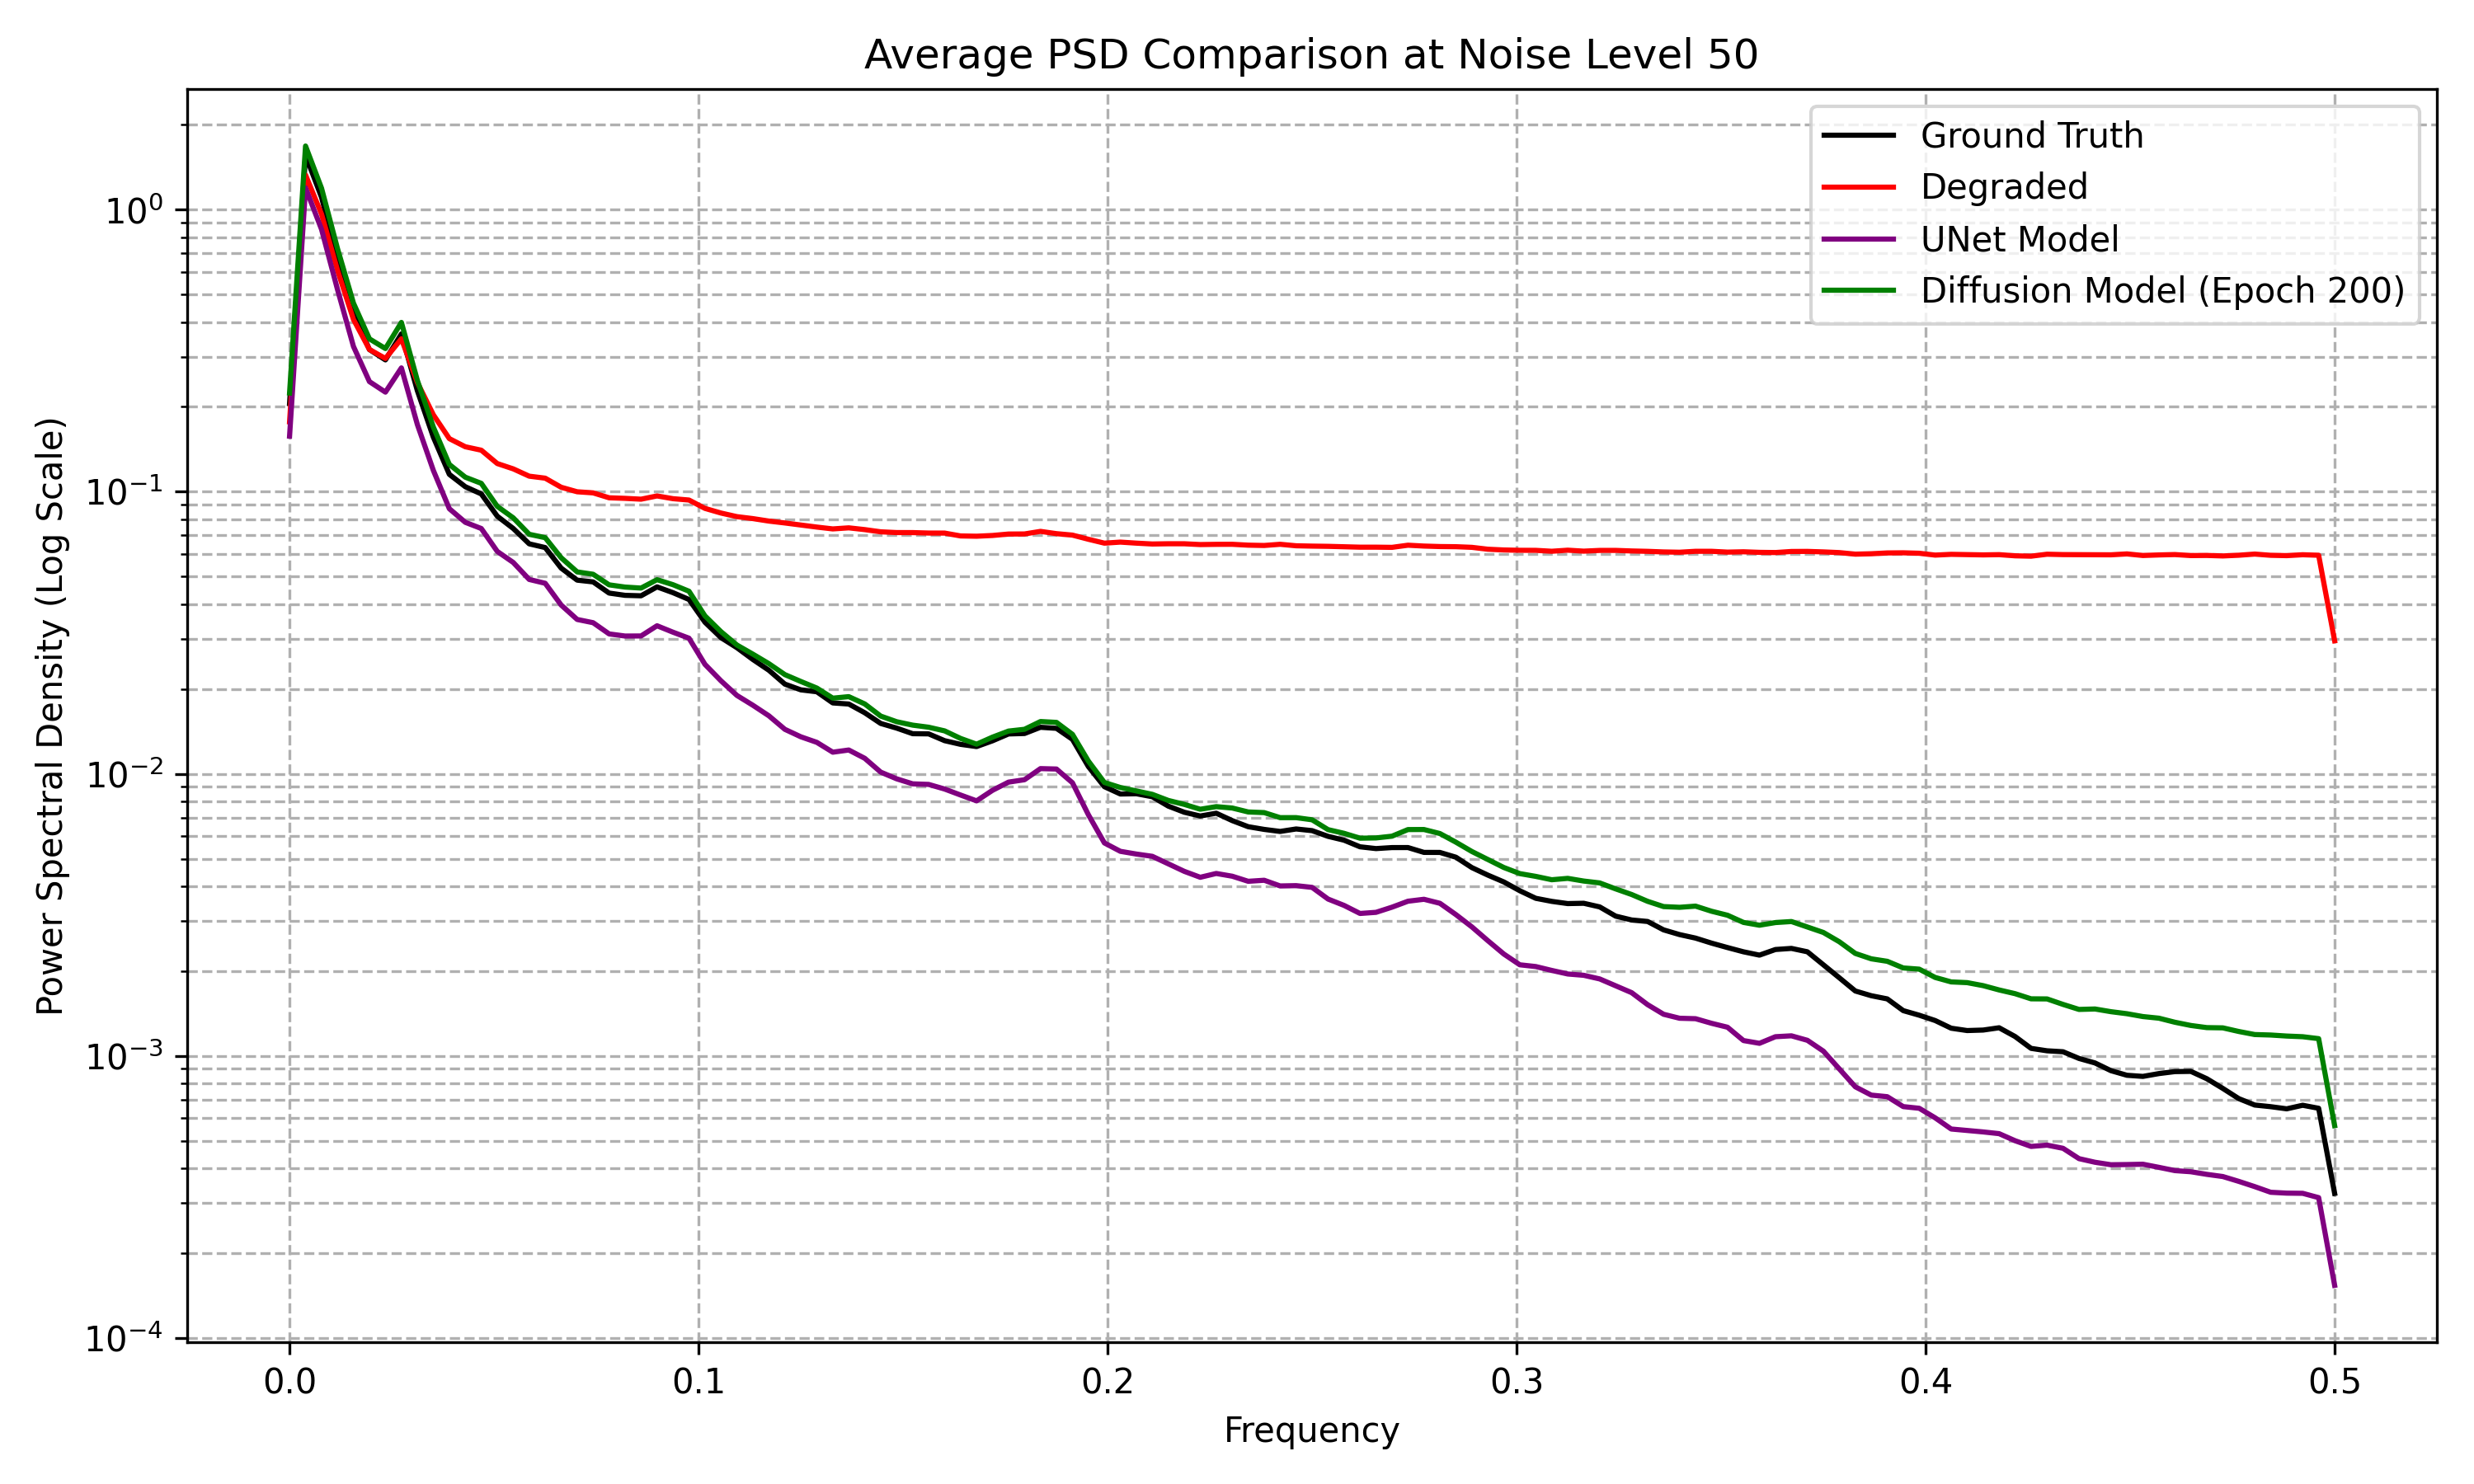 Average PSD Comparison at Noise Level 50
Ground Truth
Degraded
UNet Model
Diffusion Model (Epoch 200)
Power Spectral Density (Log Scale)
10⁰
10⁻¹
10⁻²
10⁻³
10⁻⁴
0.0 0.1 0.2 0.3 0.4 0.5
Frequency